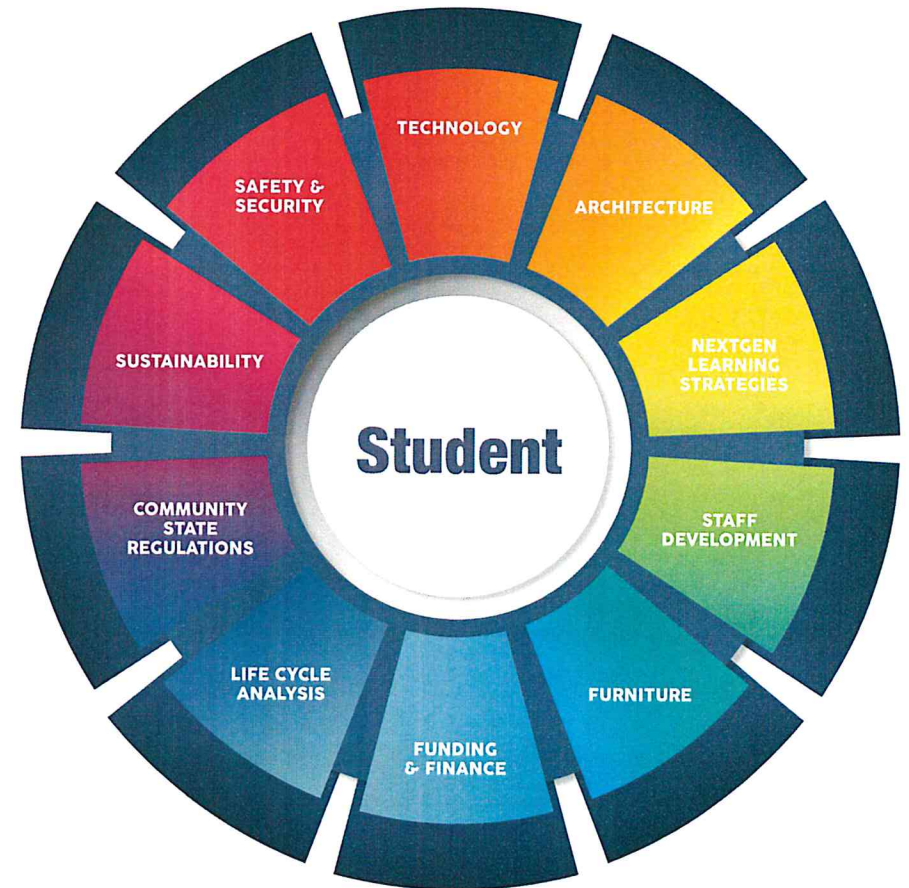 TECHNOLOGY
ARCHITECTURE
NEXTGEN
LEARNING
STRATEGIES
STAFF
DEVELOPMENT
FURNITURE
FUNDING
& FINANCE
LIFE CYCLE
ANALYSIS
COMMUNITY
STATE
REGULATIONS
SUSTAINABILITY
SAFETY &
SECURITY
Student